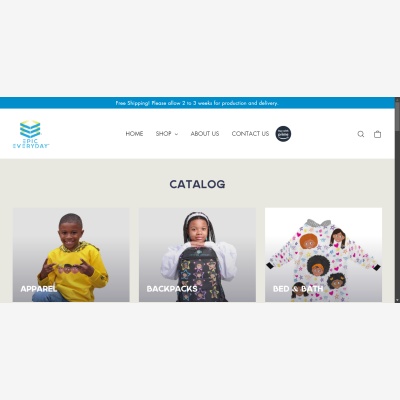 Free Shipping! Please allow 2 to 3 weeks for production and delivery.
EPIC
EVERYDAY
HOME
SHOP
ABOUT US
CONTACT US
CATALOG
APPAREL
BACKPACKS
BED & BATH